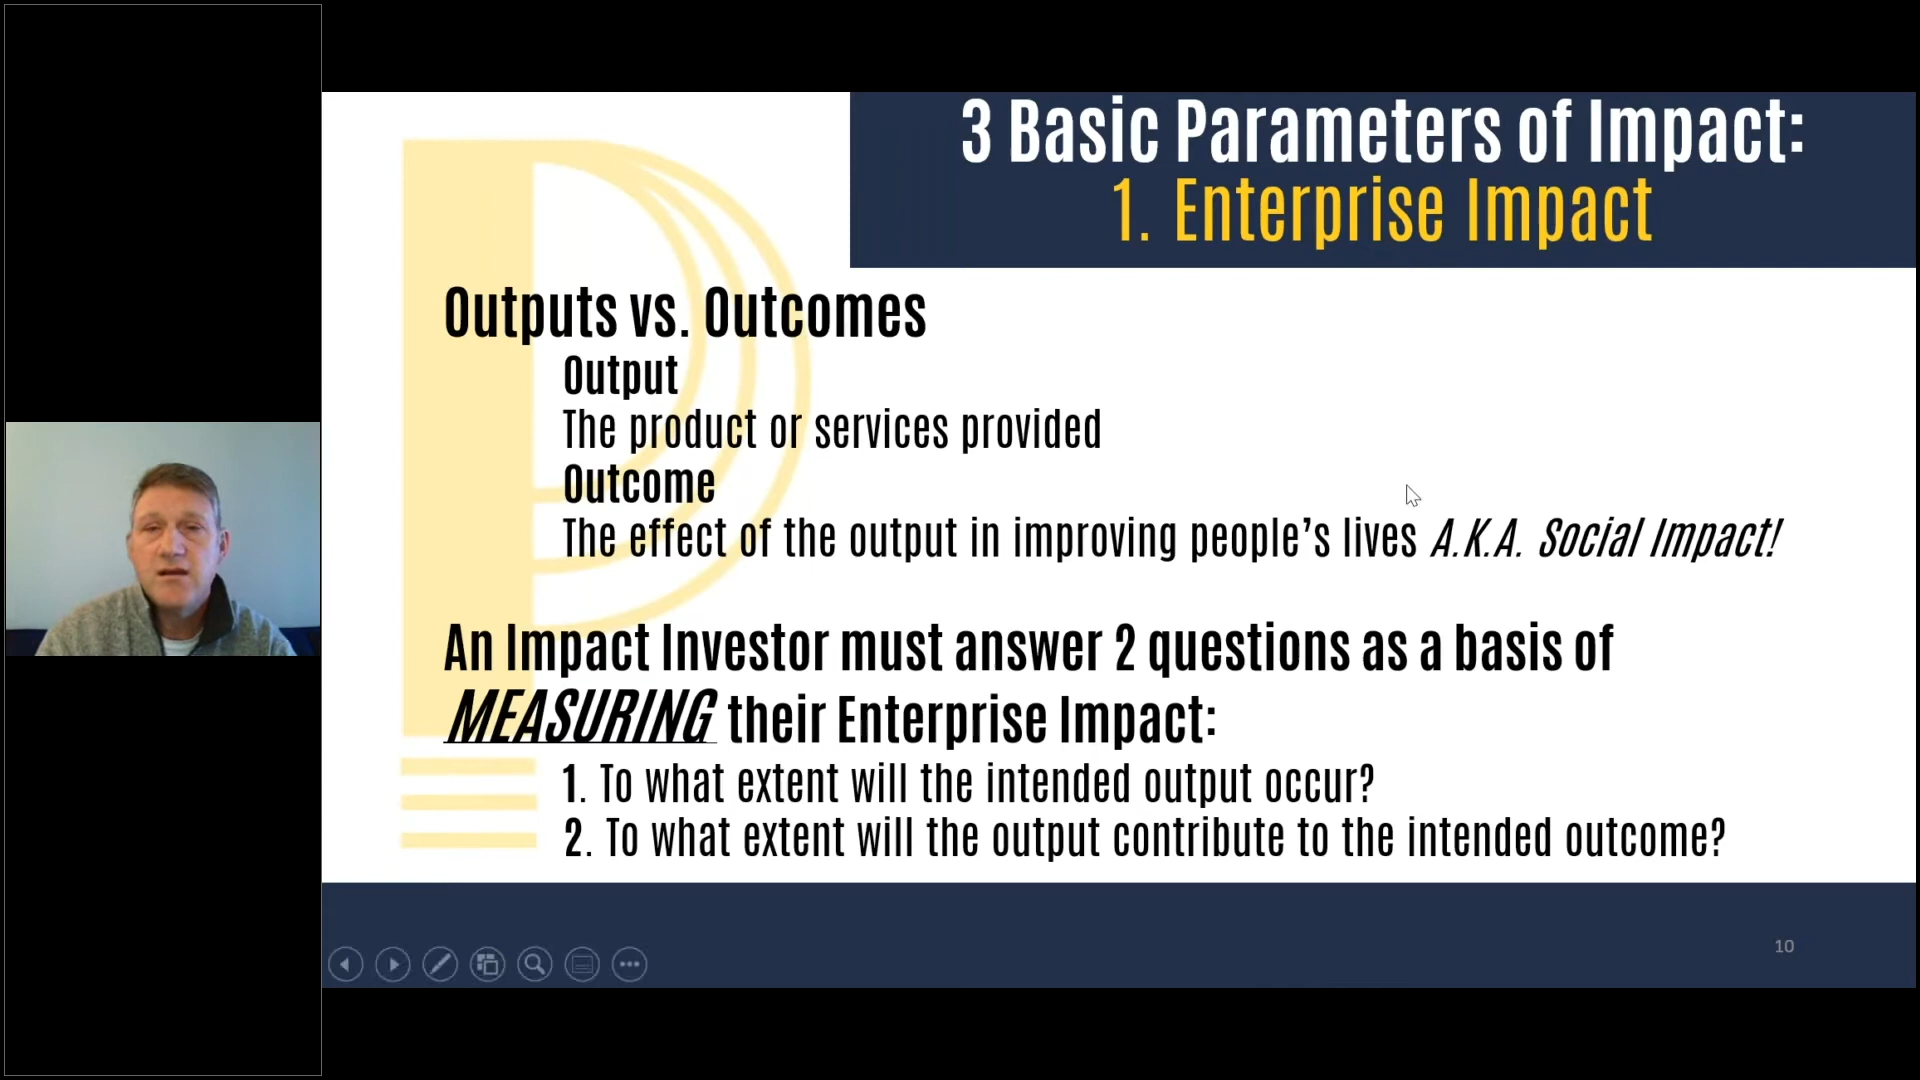 3 Basic Parameters of Impact:
1. Enterprise Impact
Outputs vs. Outcomes
Output
The product or services provided
Outcome
The effect of the output in improving people’s lives A.K.A. Social Impact!
An Impact Investor must answer 2 questions as a basis of
MEASURING their Enterprise Impact:
1. To what extent will the intended output occur?
2. To what extent will the output contribute to the intended outcome?
10